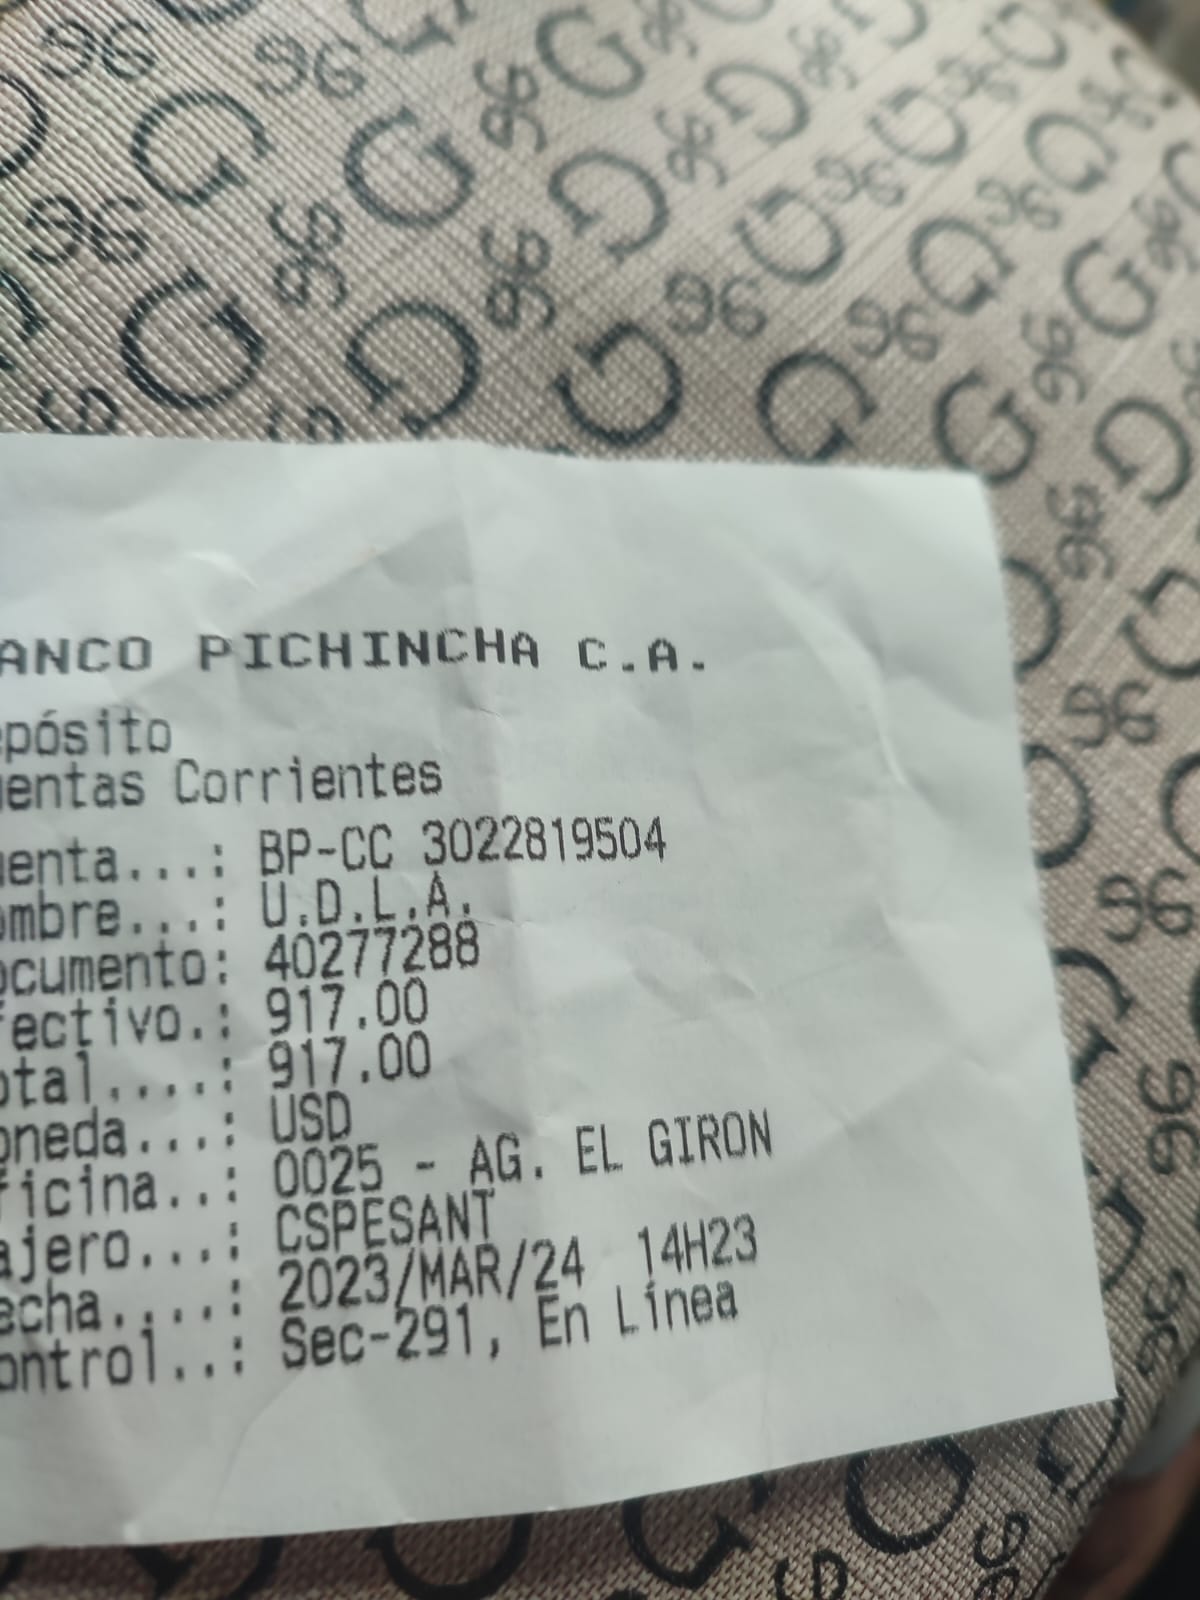 ANCO PICHINCHA C.A.
epósito
uentas Corrientes
uenta...: BP-CC 3022819504
ombre...: U.D.L.A.
ocumento: 40277288
fectivo.: 917.00
otal....: 917.00
oneda...: USD
ficina..: 0025 - AG. EL GIRON
ajero...: CSPESANT
echa....: 2023/MAR/24 14H23
ontrol..: Sec-291, En Línea